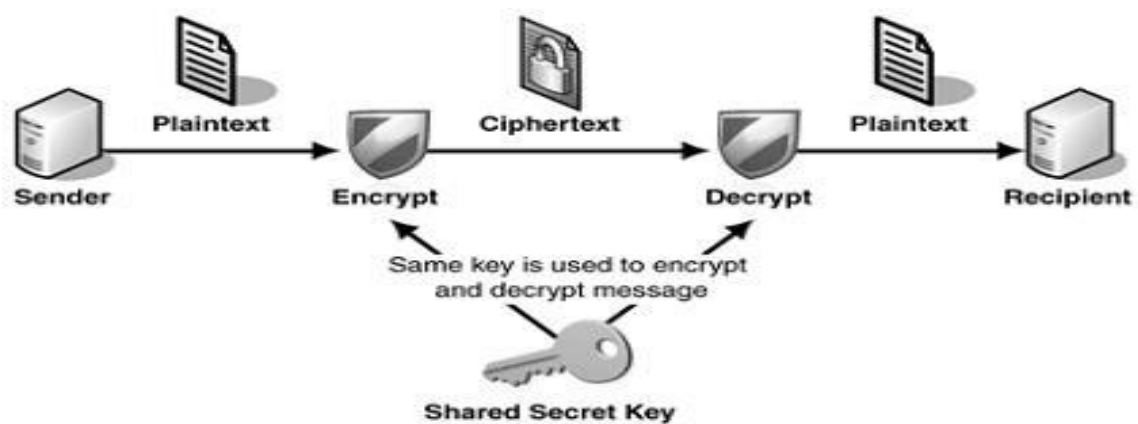 Plaintext
Ciphertext
Plaintext
Sender
Encrypt
Decrypt
Recipient
Same key is used to encrypt
and decrypt message
Shared Secret Key